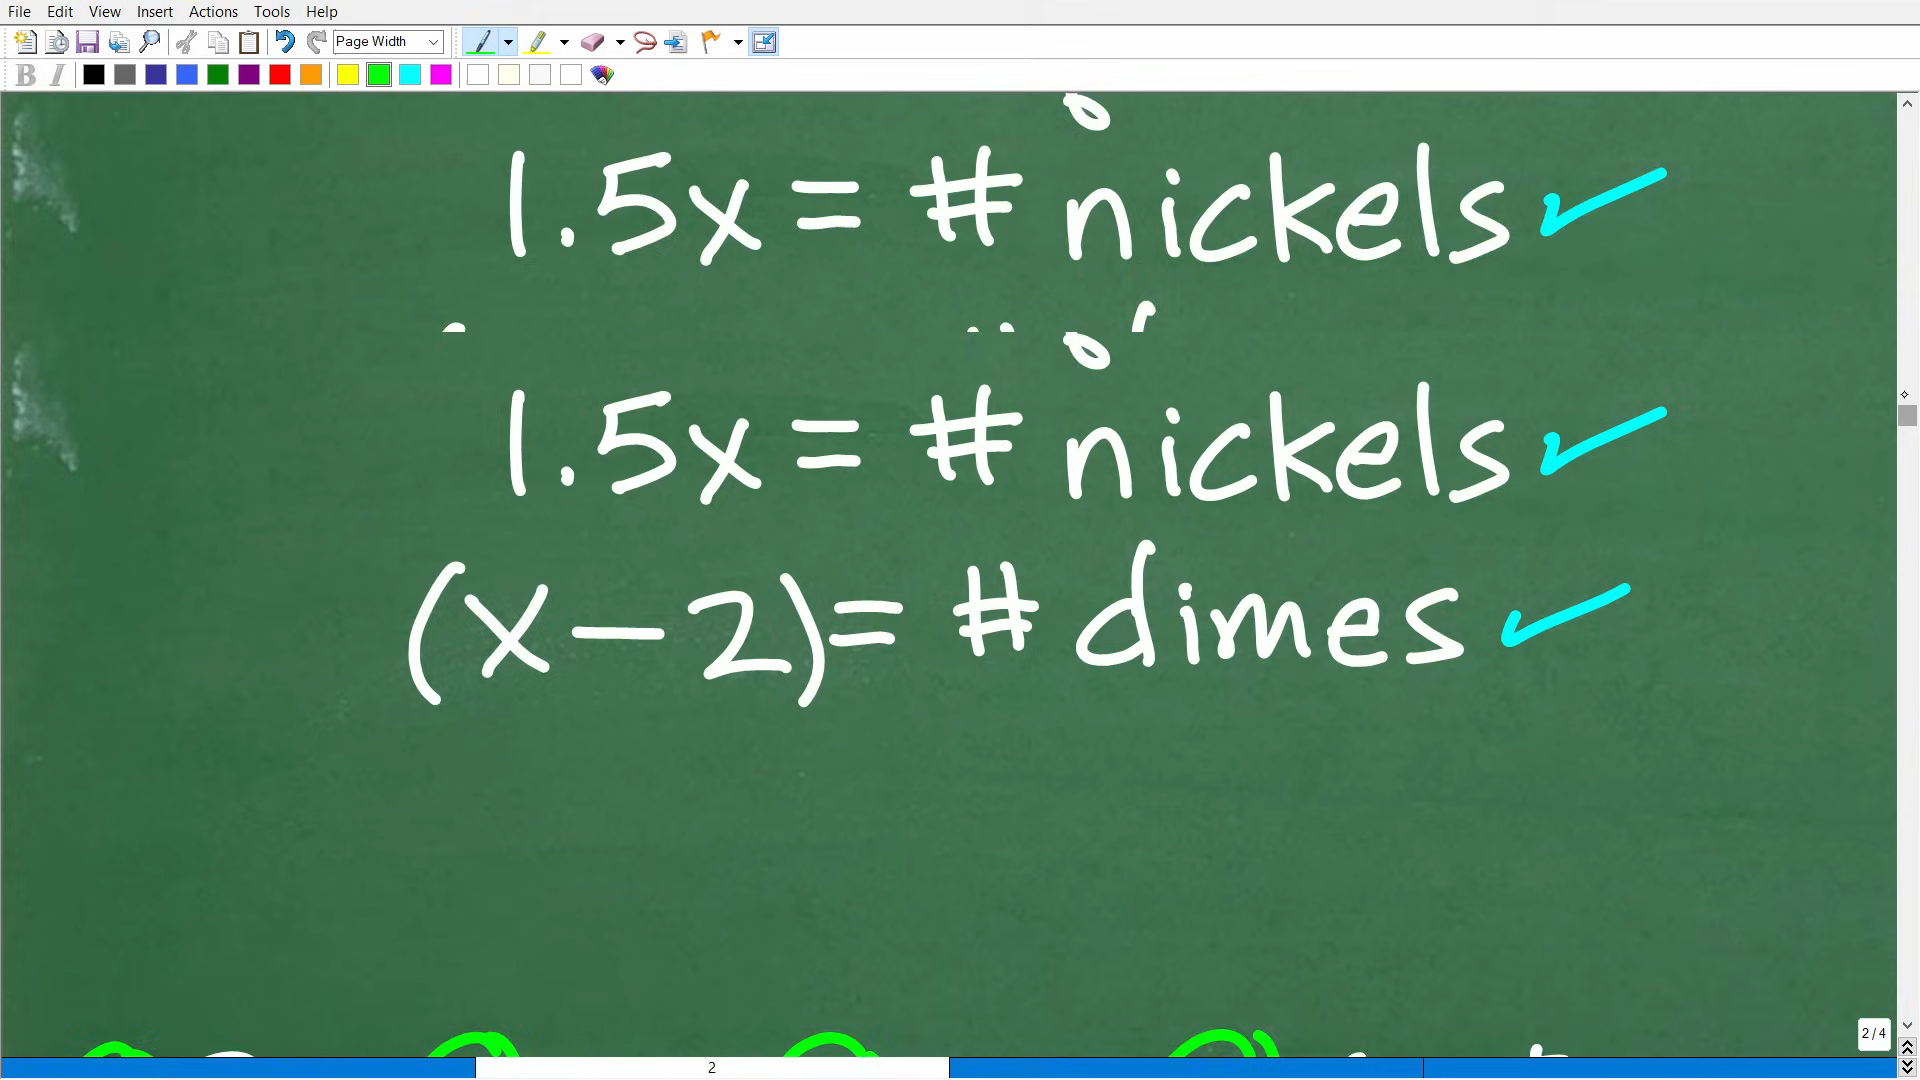 File Edit View Insert Actions Tools Help
Page Width
B I
1.5x = # nickels
1.5x = # nickels
(x-2) = # dimes
2 / 4
2